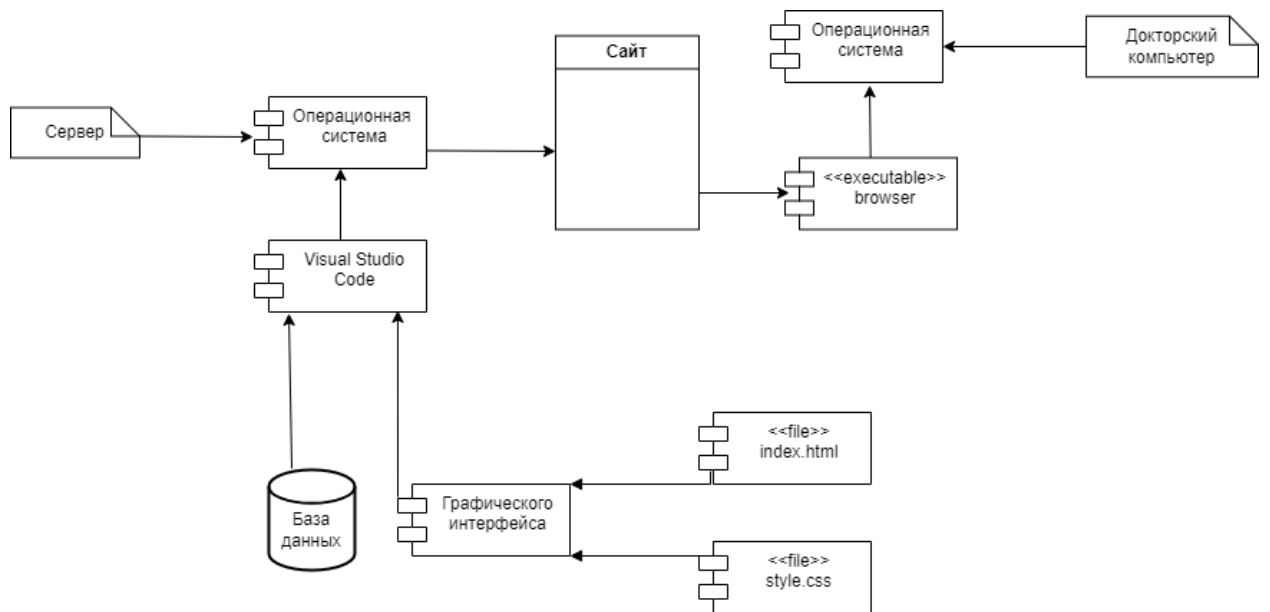 Операционная
система
Докторский
компьютер
Сайт
Сервер
Операционная
система
<<executable>>
browser
Visual Studio
Code
<<file>>
index.html
База
данных
Графического
интерфейса
<<file>>
style.css